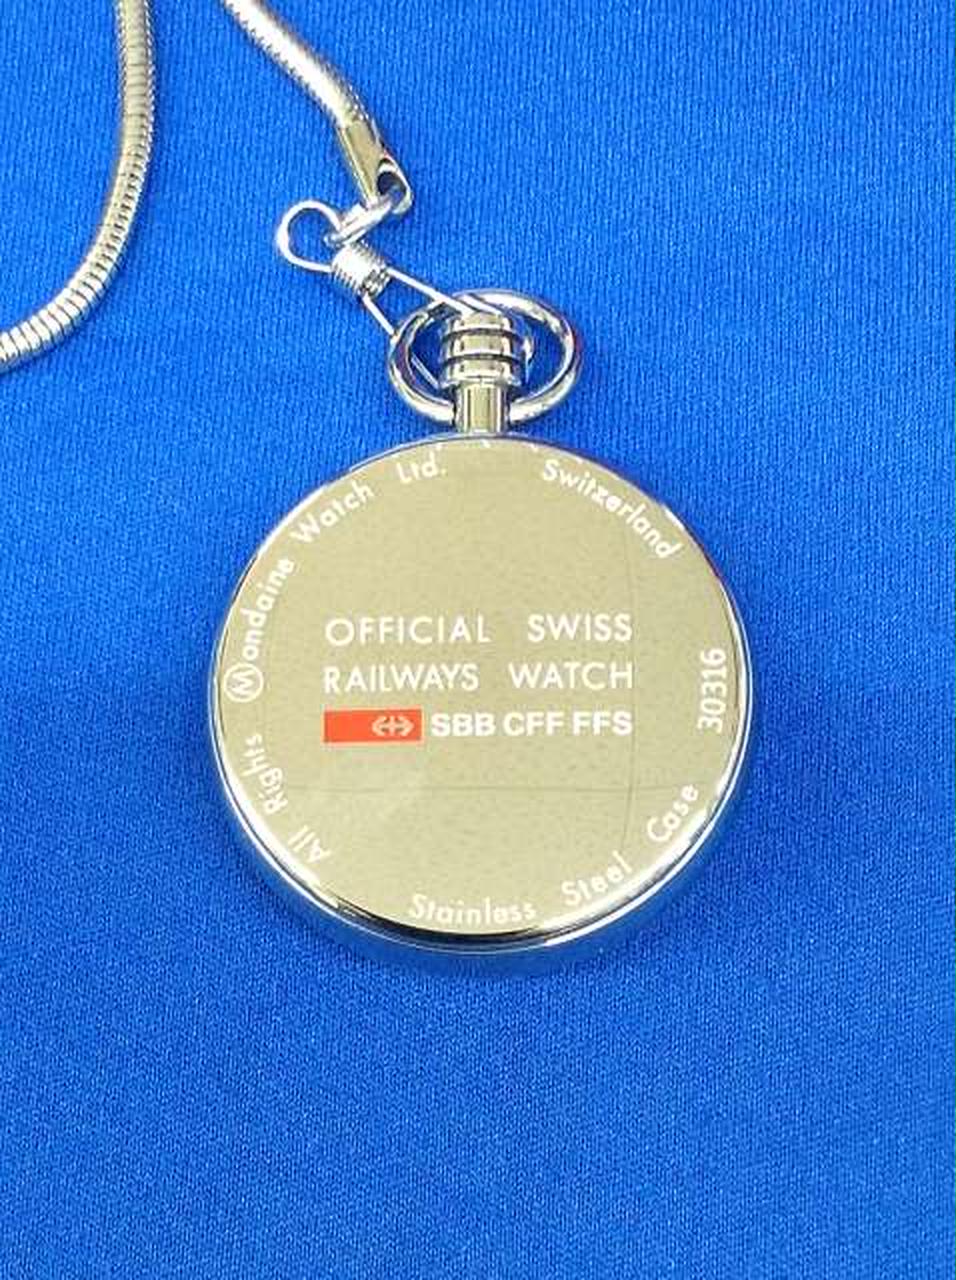 OFFICIAL SWISS
RAILWAYS WATCH
SBB CFF FFS
All Rights Mondaine Watch Ltd. Switzerland
30316
Stainless Steel Case